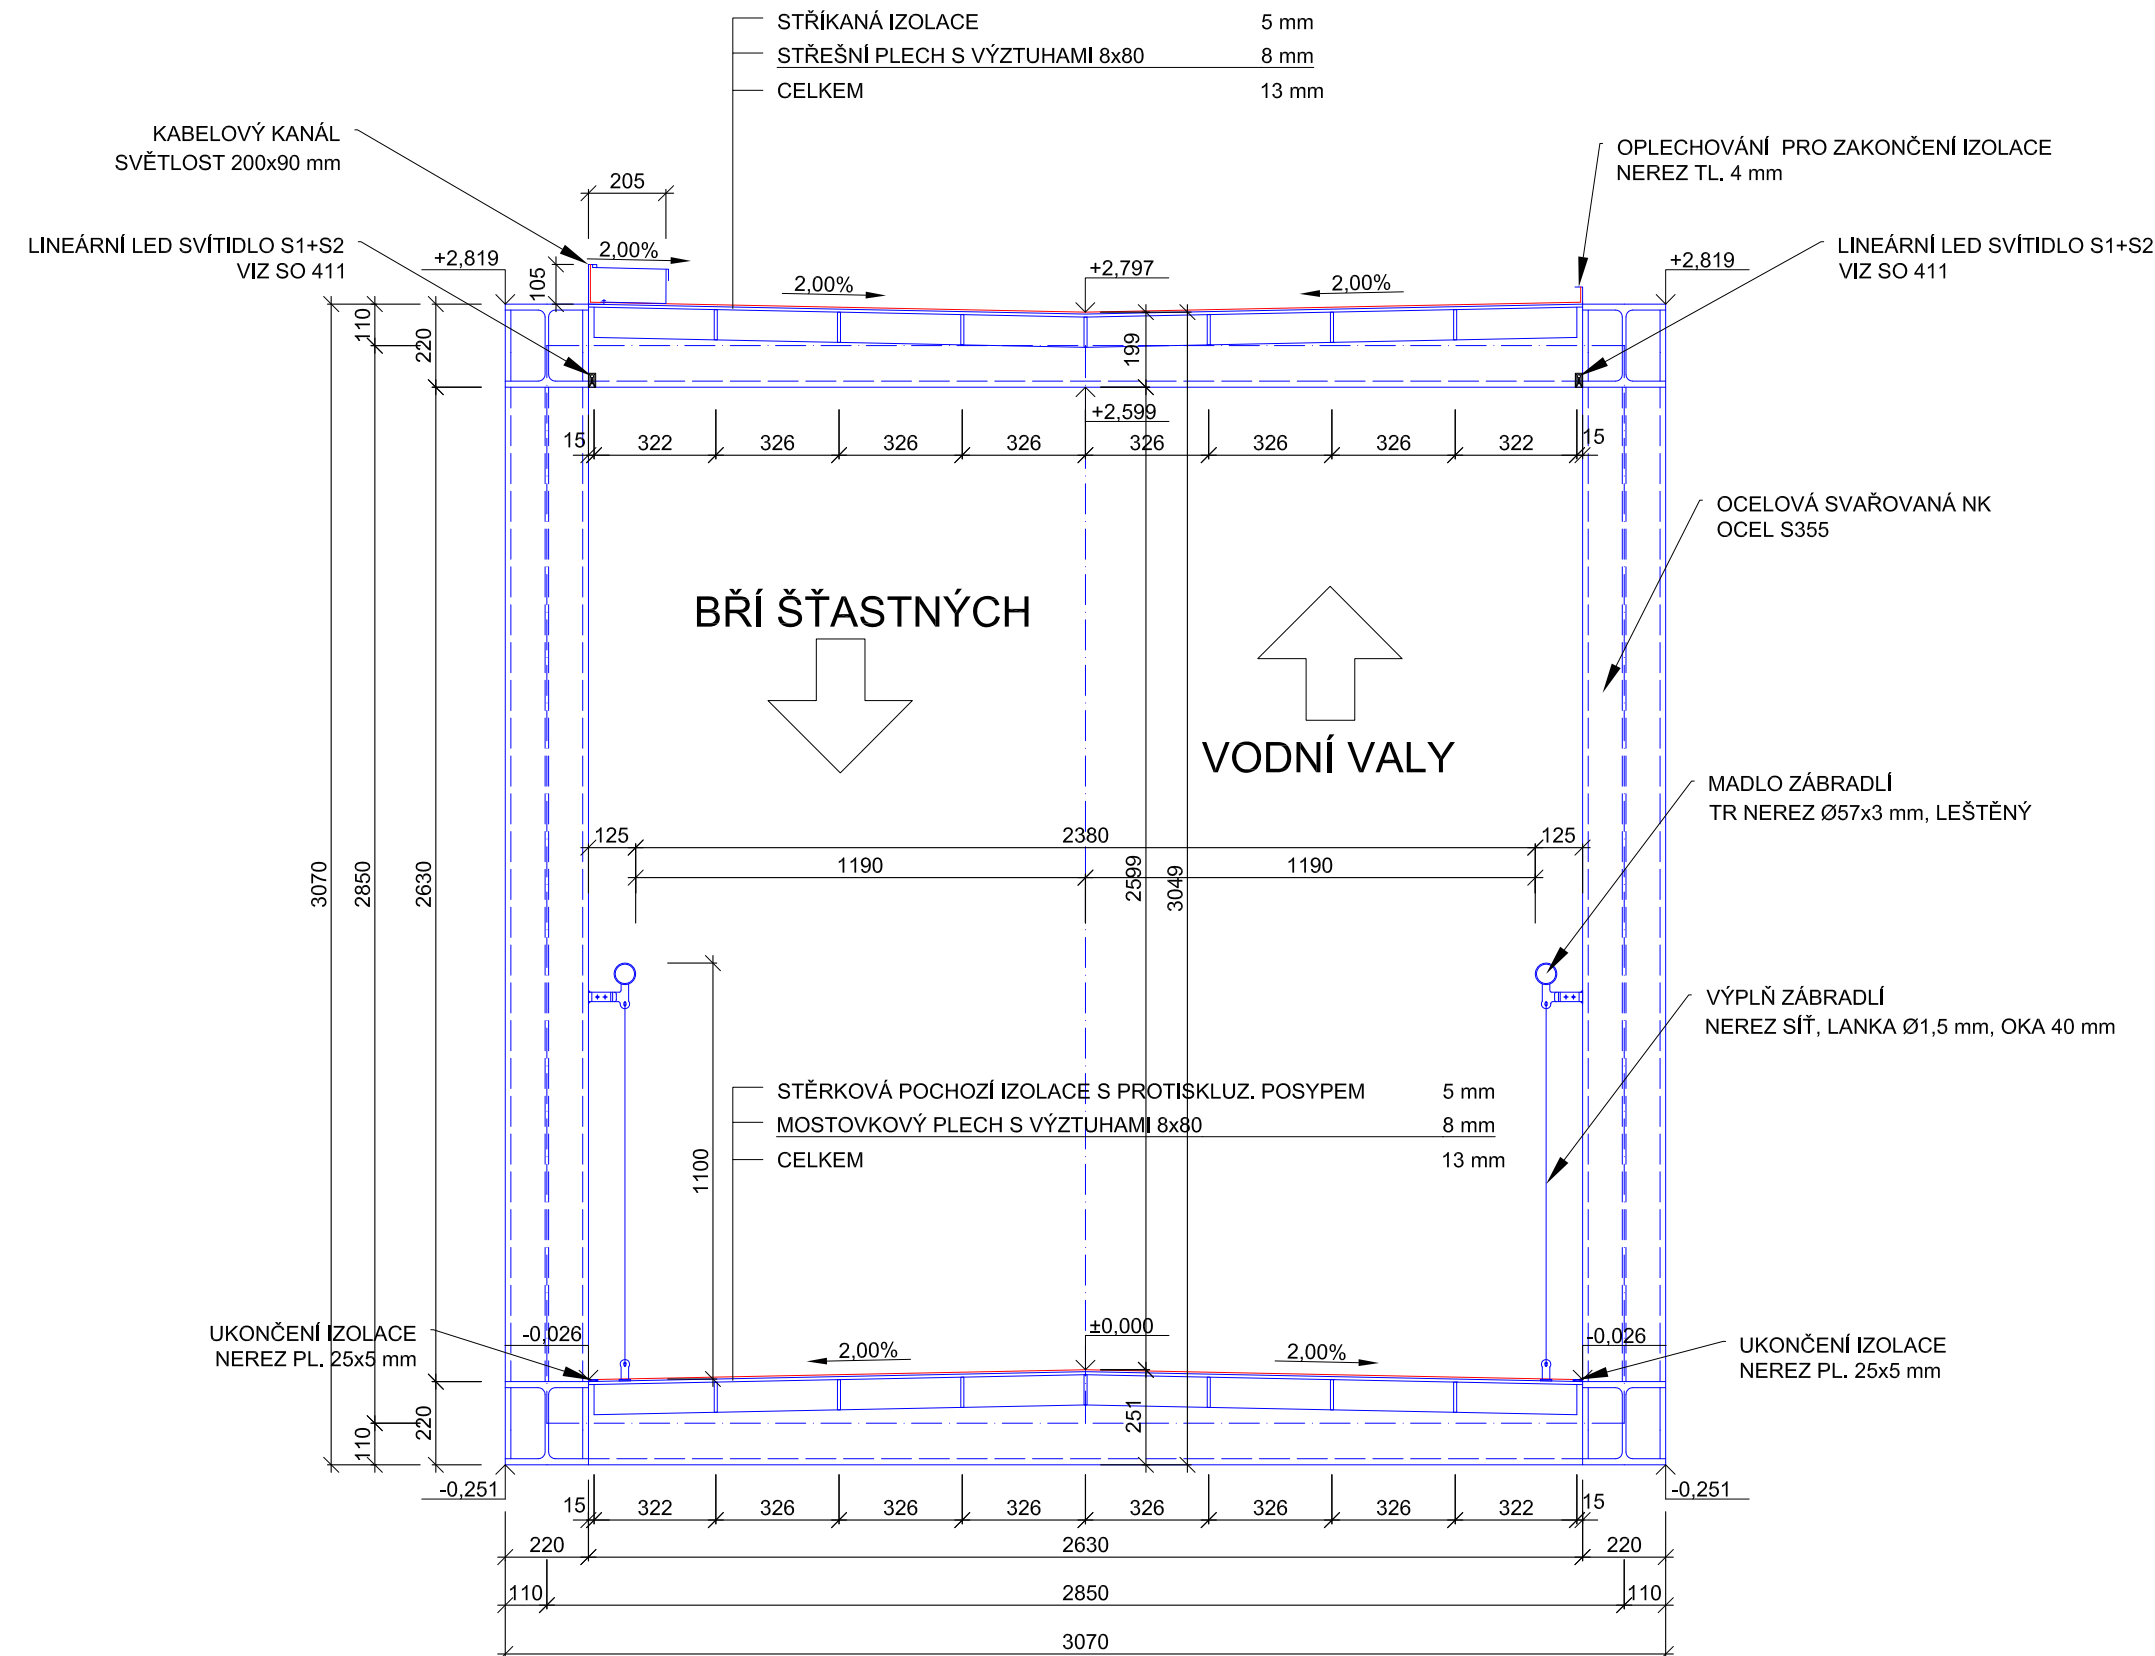 STŘÍKANÁ IZOLACE 5 mm
STŘEŠNÍ PLECH S VÝZTUHAMI 8x80 8 mm
CELKEM 13 mm
KABELOVÝ KANÁL
SVĚTLOST 200x90 mm
OPLECHOVÁNÍ PRO ZAKONČENÍ IZOLACE
NEREZ TL. 4 mm
205
LINEÁRNÍ LED SVÍTIDLO S1+S2
VIZ SO 411
LINEÁRNÍ LED SVÍTIDLO S1+S2
VIZ SO 411
+2,819
2,00%
105
2,00%
+2,797
2,00%
+2,819
110
220
199
+2,599
15 322 326 326 326 326 326 326 322 15
OCELOVÁ SVAŘOVANÁ NK
OCEL S355
BŘÍ ŠŤASTNÝCH
VODNÍ VALY
MADLO ZÁBRADLÍ
TR NEREZ Ø57x3 mm, LEŠTĚNÝ
125 2380 125
1190 1190
3070
2850
2630
2599
3049
VÝPLŇ ZÁBRADLÍ
NEREZ SÍŤ, LANKA Ø1,5 mm, OKA 40 mm
STĚRKOVÁ POCHOZÍ IZOLACE S PROTISKLUZ. POSYPEM 5 mm
MOSTOVKOVÝ PLECH S VÝZTUHAMI 8x80 8 mm
CELKEM 13 mm
1100
UKONČENÍ IZOLACE
NEREZ PL. 25x5 mm
-0,026
2,00%
±0,000
2,00%
-0,026
UKONČENÍ IZOLACE
NEREZ PL. 25x5 mm
110
220
251
-0,251
-0,251
15 322 326 326 326 326 326 326 322 15
220 2630 220
110 2850 110
3070